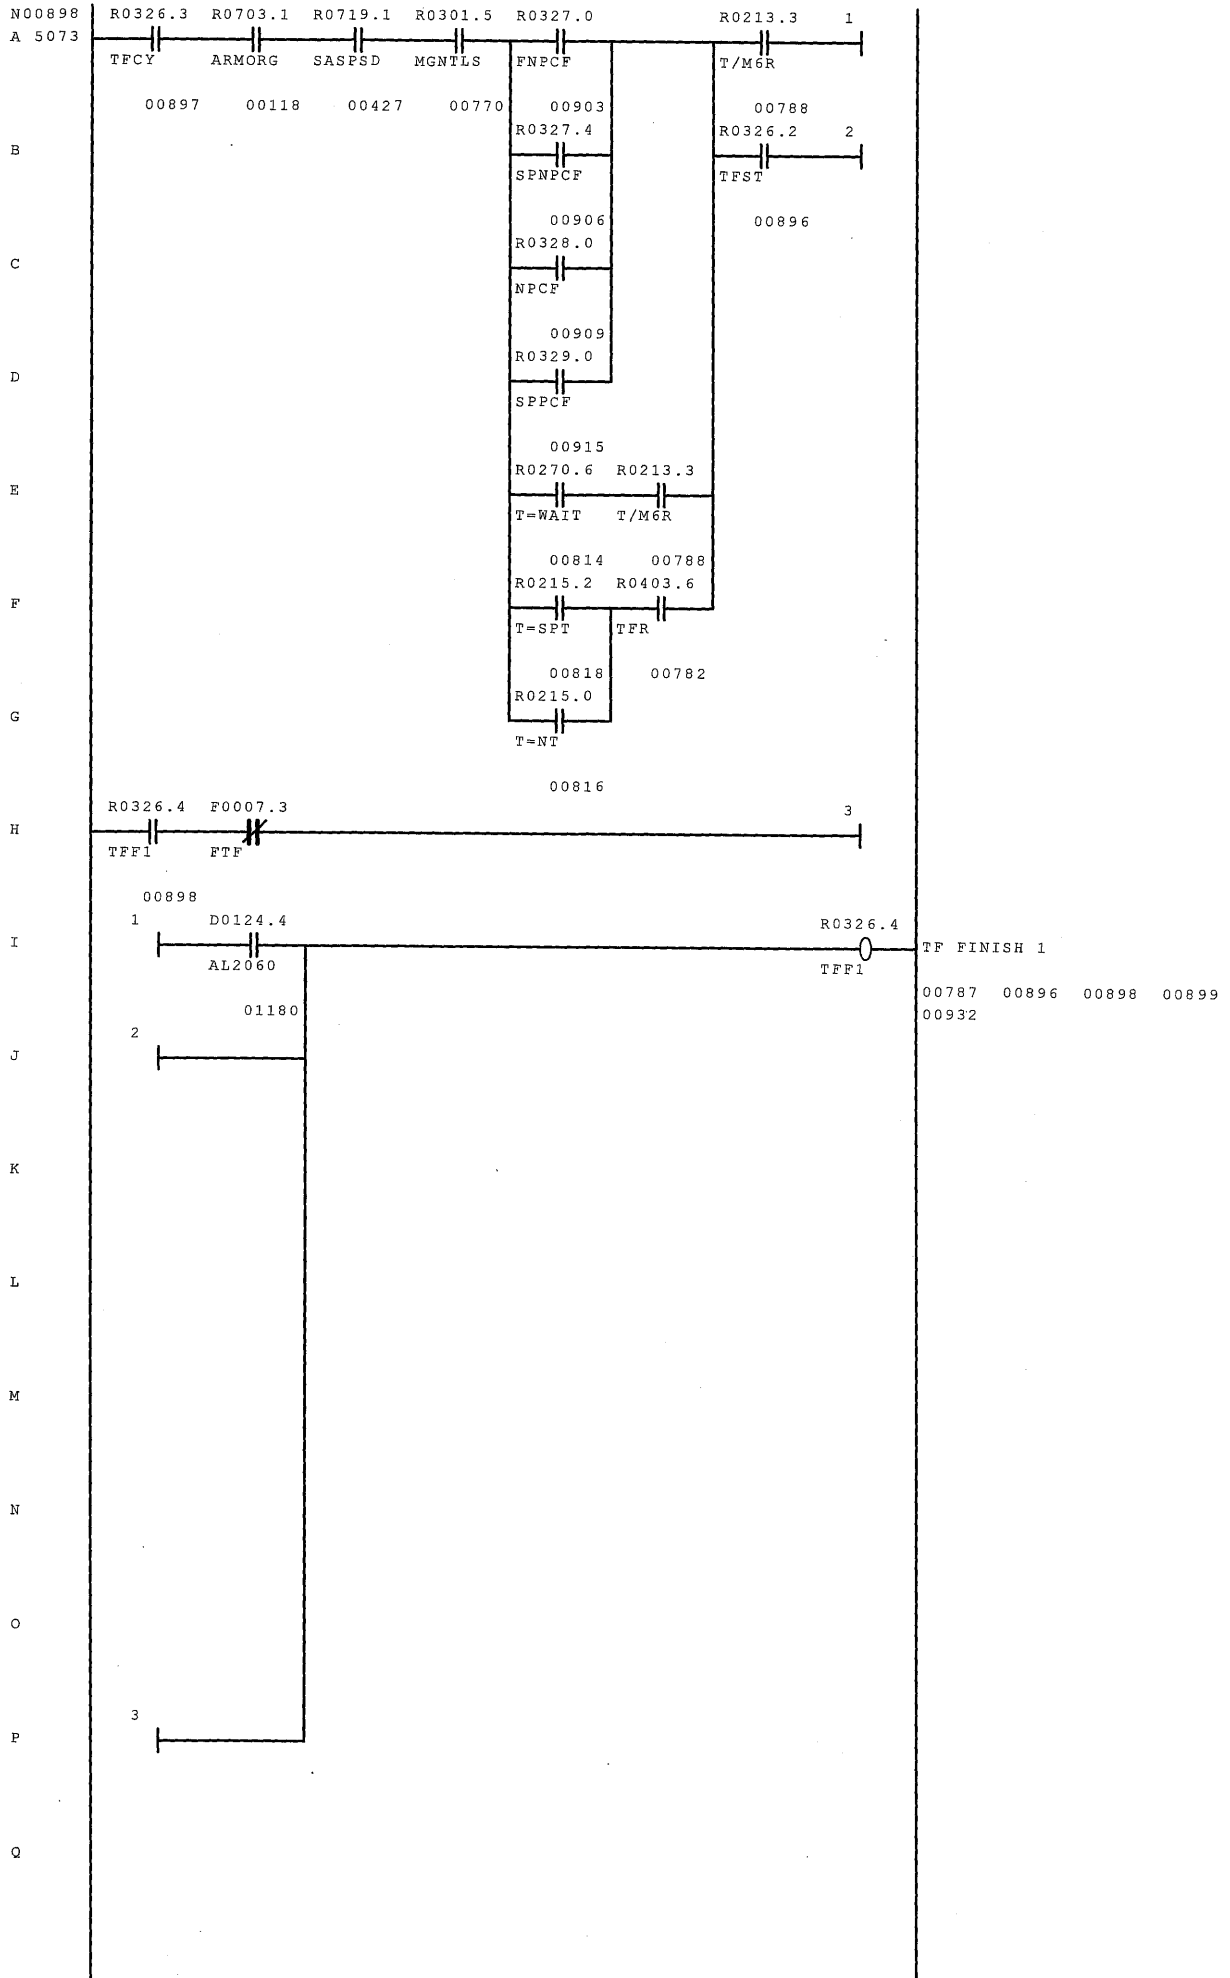 N00898 R0326.3 R0703.1 R0719.1 R0301.5 R0327.0 R0213.3 1
A 5073
TFCY ARMORG SASPSD MGNTLS FNPCF T/M6R
00897 00118 00427 00770 00903 00788
R0327.4 R0326.2 2
B
SPNPCF TFST
00906 00896
R0328.0
C
NPCF
00909
R0329.0
D
SPPCF
00915
R0270.6 R0213.3
E
T=WAIT T/M6R
00814 00788
R0215.2 R0403.6
F
T=SPT TFR
00818 00782
R0215.0
G
T=NT
00816
R0326.4 F0007.3 3
H
TFF1 FTF
00898
1 D0124.4 R0326.4
I TF FINISH 1
AL2060 TFF1
00787 00896 00898 00899
01180 00932
2
J
K
L
M
N
O
3
P
Q